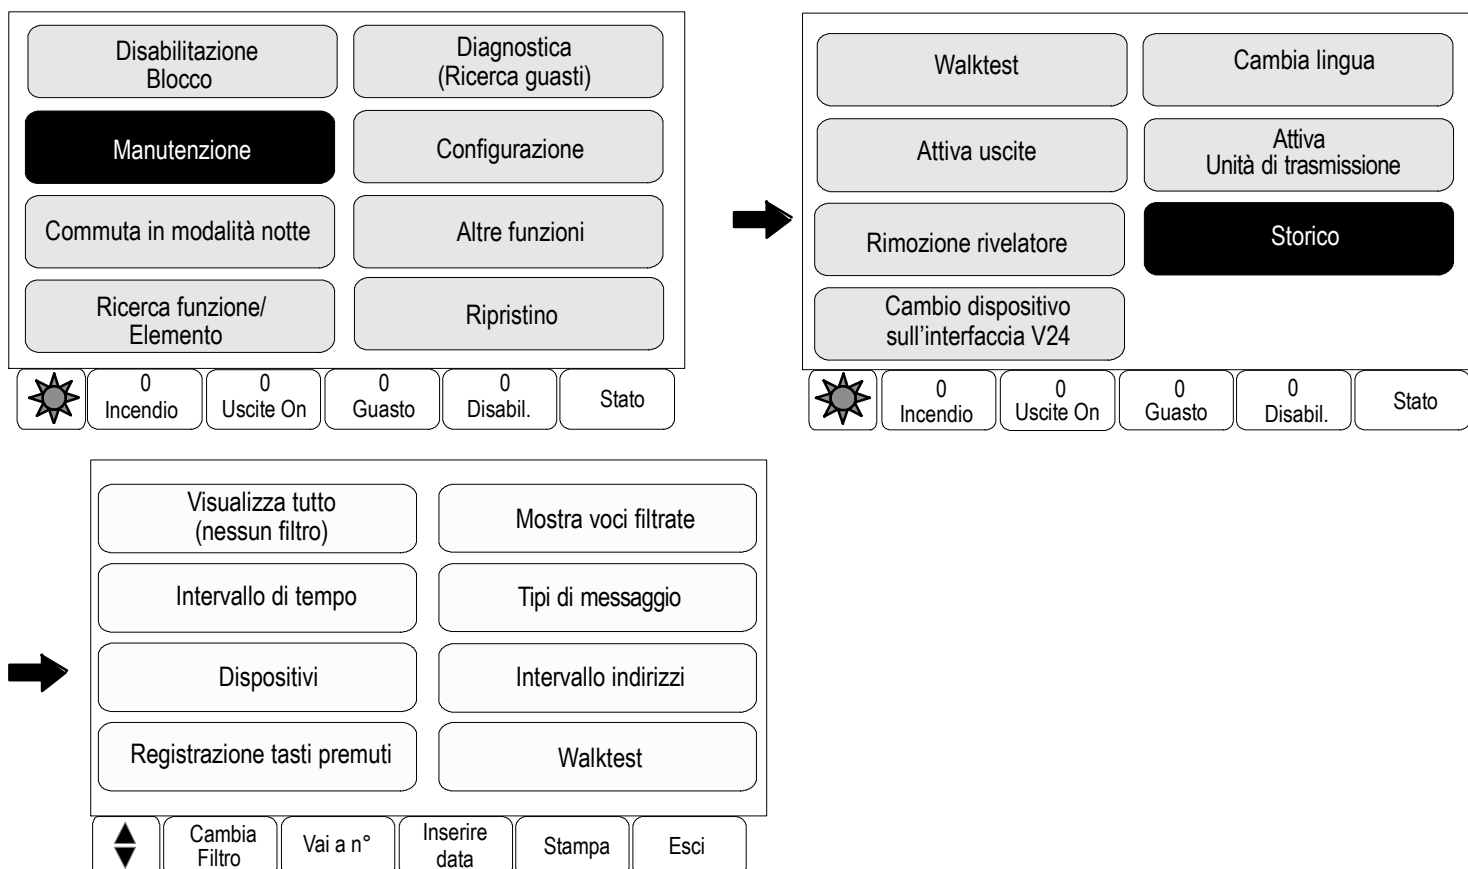 Disabilitazione
Blocco
Diagnostica
(Ricerca guasti)
Manutenzione
Configurazione
Commuta in modalità notte
Altre funzioni
Ricerca funzione/
Elemento
Ripristino
0
Incendio
0
Uscite On
0
Guasto
0
Disabil.
Stato
Walktest
Cambia lingua
Attiva uscite
Attiva
Unità di trasmissione
Rimozione rivelatore
Storico
Cambio dispositivo
sull'interfaccia V24
0
Incendio
0
Uscite On
0
Guasto
0
Disabil.
Stato
Visualizza tutto
(nessun filtro)
Mostra voci filtrate
Intervallo di tempo
Tipi di messaggio
Dispositivi
Intervallo indirizzi
Registrazione tasti premuti
Walktest
Cambia
Filtro
Vai a n°
Inserire
data
Stampa
Esci